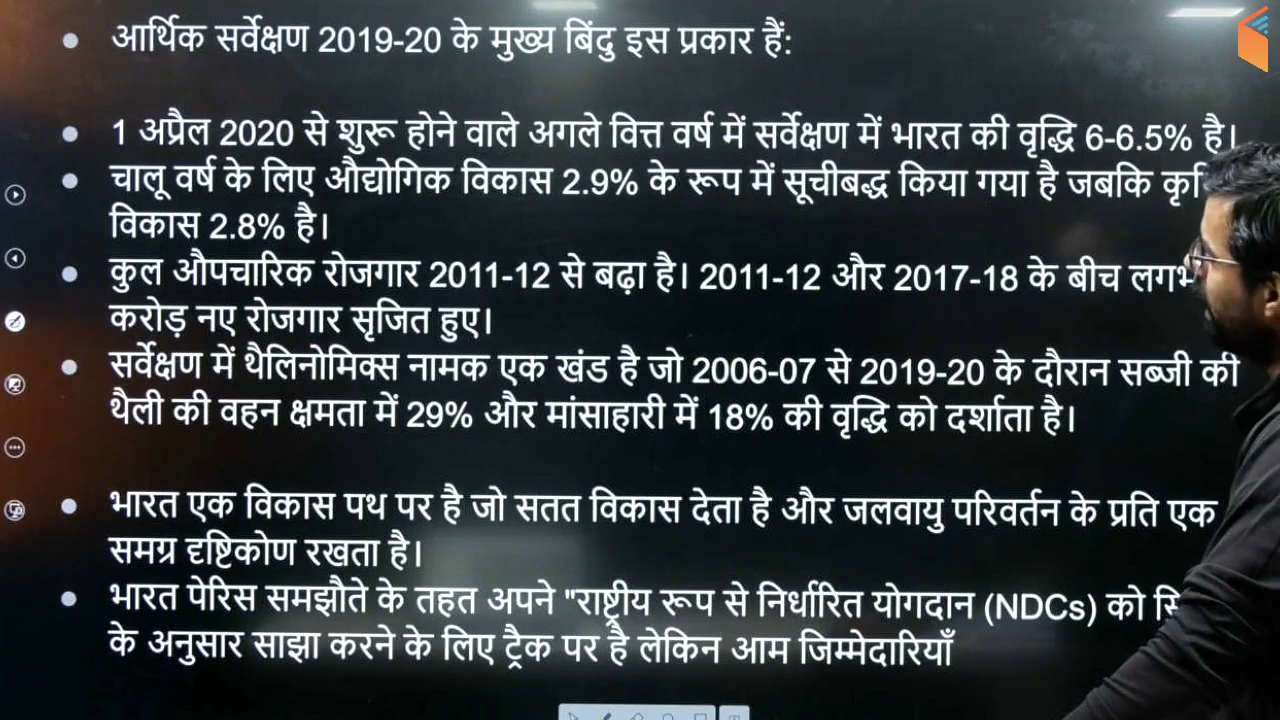 आर्थिक सर्वेक्षण 2019-20 के मुख्य बिंदु इस प्रकार हैं:
1 अप्रैल 2020 से शुरू होने वाले अगले वित्त वर्ष में सर्वेक्षण में भारत की वृद्धि 6-6.5% है।
चालू वर्ष के लिए औद्योगिक विकास 2.9% के रूप में सूचीबद्ध किया गया है जबकि
विकास 2.8% है।
कुल औपचारिक रोजगार 2011-12 से बढ़ा है। 2011-12 और 2017-18 के बीच
करोड़ नए रोजगार सृजित हुए।
सर्वेक्षण में थैलिनोमिक्स नामक एक खंड है जो 2006-07 से 2019-20 के दौरान सब्जी की
थैली की वहन क्षमता में 29% और मांसाहारी में 18% की वृद्धि को दर्शाता है।
भारत एक विकास पथ पर है जो सतत विकास देता है और जलवायु परिवर्तन के प्रति एक
समग्र दृष्टिकोण रखता है।
भारत पेरिस समझौते के तहत अपने "राष्ट्रीय रूप से निर्धारित योगदान (NDCs) को
के अनुसार साझा करने के लिए ट्रैक पर है लेकिन आम जिम्मेदारियाँ